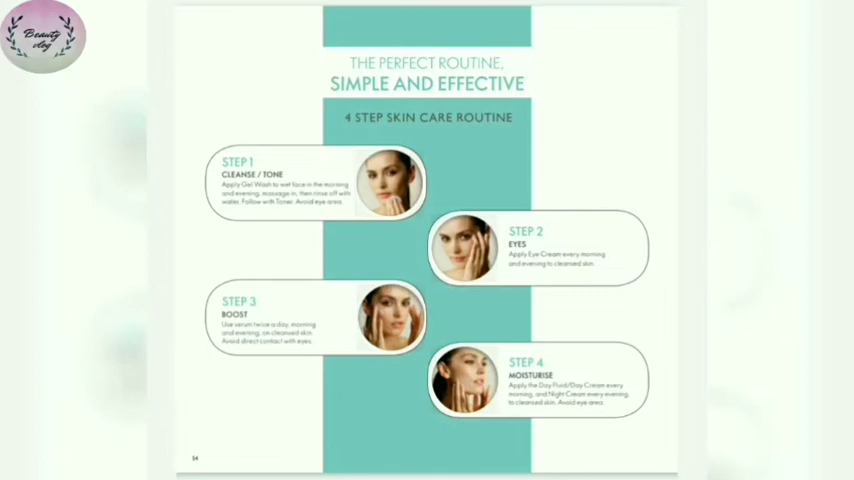 Beauty
vlog
THE PERFECT ROUTINE,
SIMPLE AND EFFECTIVE
4 STEP SKIN CARE ROUTINE
STEP 1
CLEANSE / TONE
Apply Gel Wash to wet face in the morning
and evening, massage in, then rinse off with
water. Follow with Toner. Avoid eye area.
STEP 2
EYES
Apply Eye Cream every morning
and evening to cleansed skin.
STEP 3
BOOST
Use serum twice a day, morning
and evening, on cleansed skin.
Avoid direct contact with eyes.
STEP 4
MOISTURISE
Apply the Day Fluid/Day Cream every
morning, and Night Cream every evening,
to cleansed skin. Avoid eye area.
54